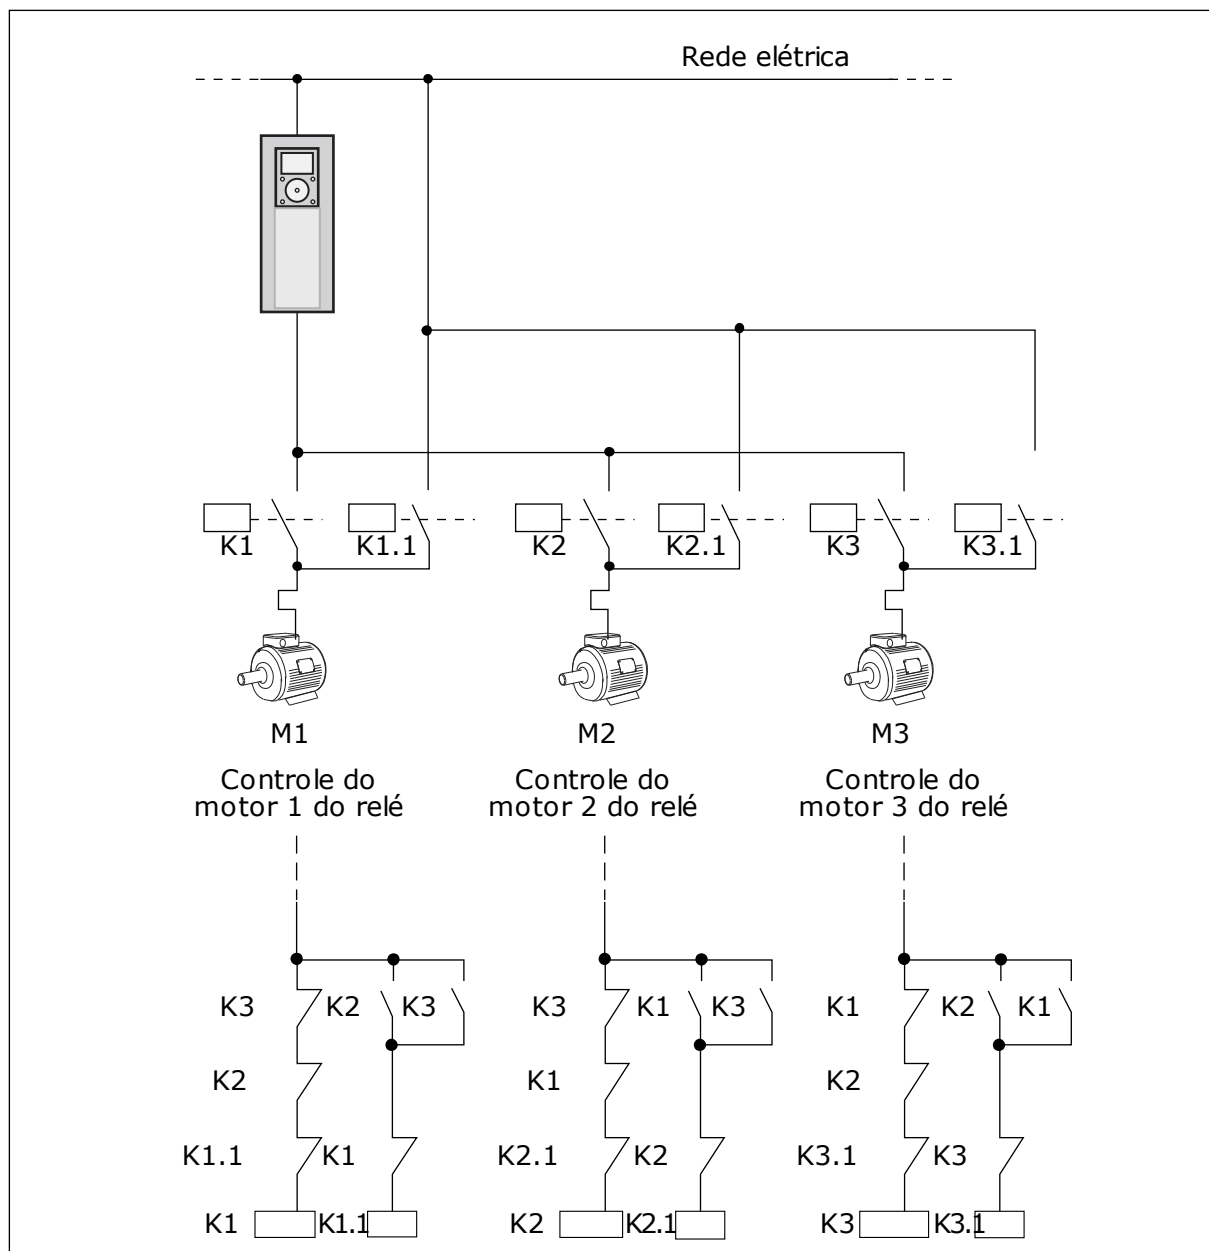 Rede elétrica
K1 K1.1 K2 K2.1 K3 K3.1
M1 M2 M3
Controle do
motor 1 do relé
Controle do
motor 2 do relé
Controle do
motor 3 do relé
K3 K2 K3 K3 K1 K3 K1 K2 K1
K2 K1 K2
K1.1 K1 K2.1 K2 K3.1 K3
K1 K1.1 K2 K2.1 K3 K3.1